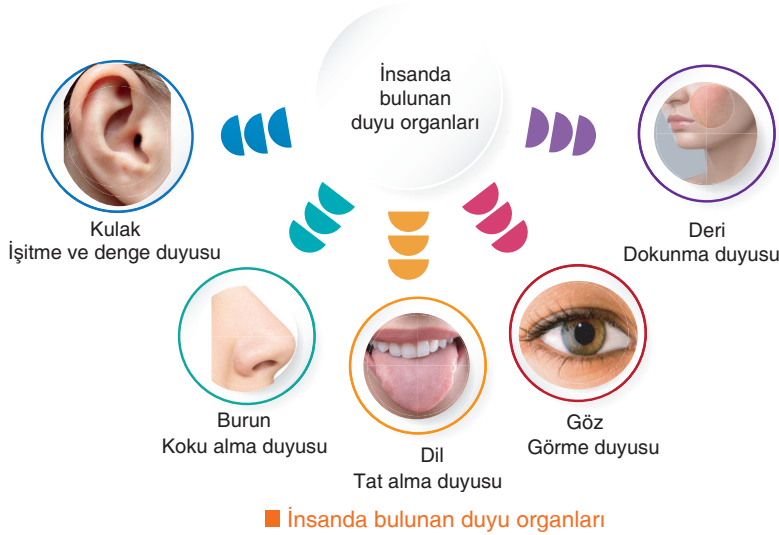 İnsanda
bulunan
duyu organları
Kulak
İşitme ve denge duyusu
Deri
Dokunma duyusu
Burun
Koku alma duyusu
Dil
Tat alma duyusu
Göz
Görme duyusu
İnsanda bulunan duyu organları